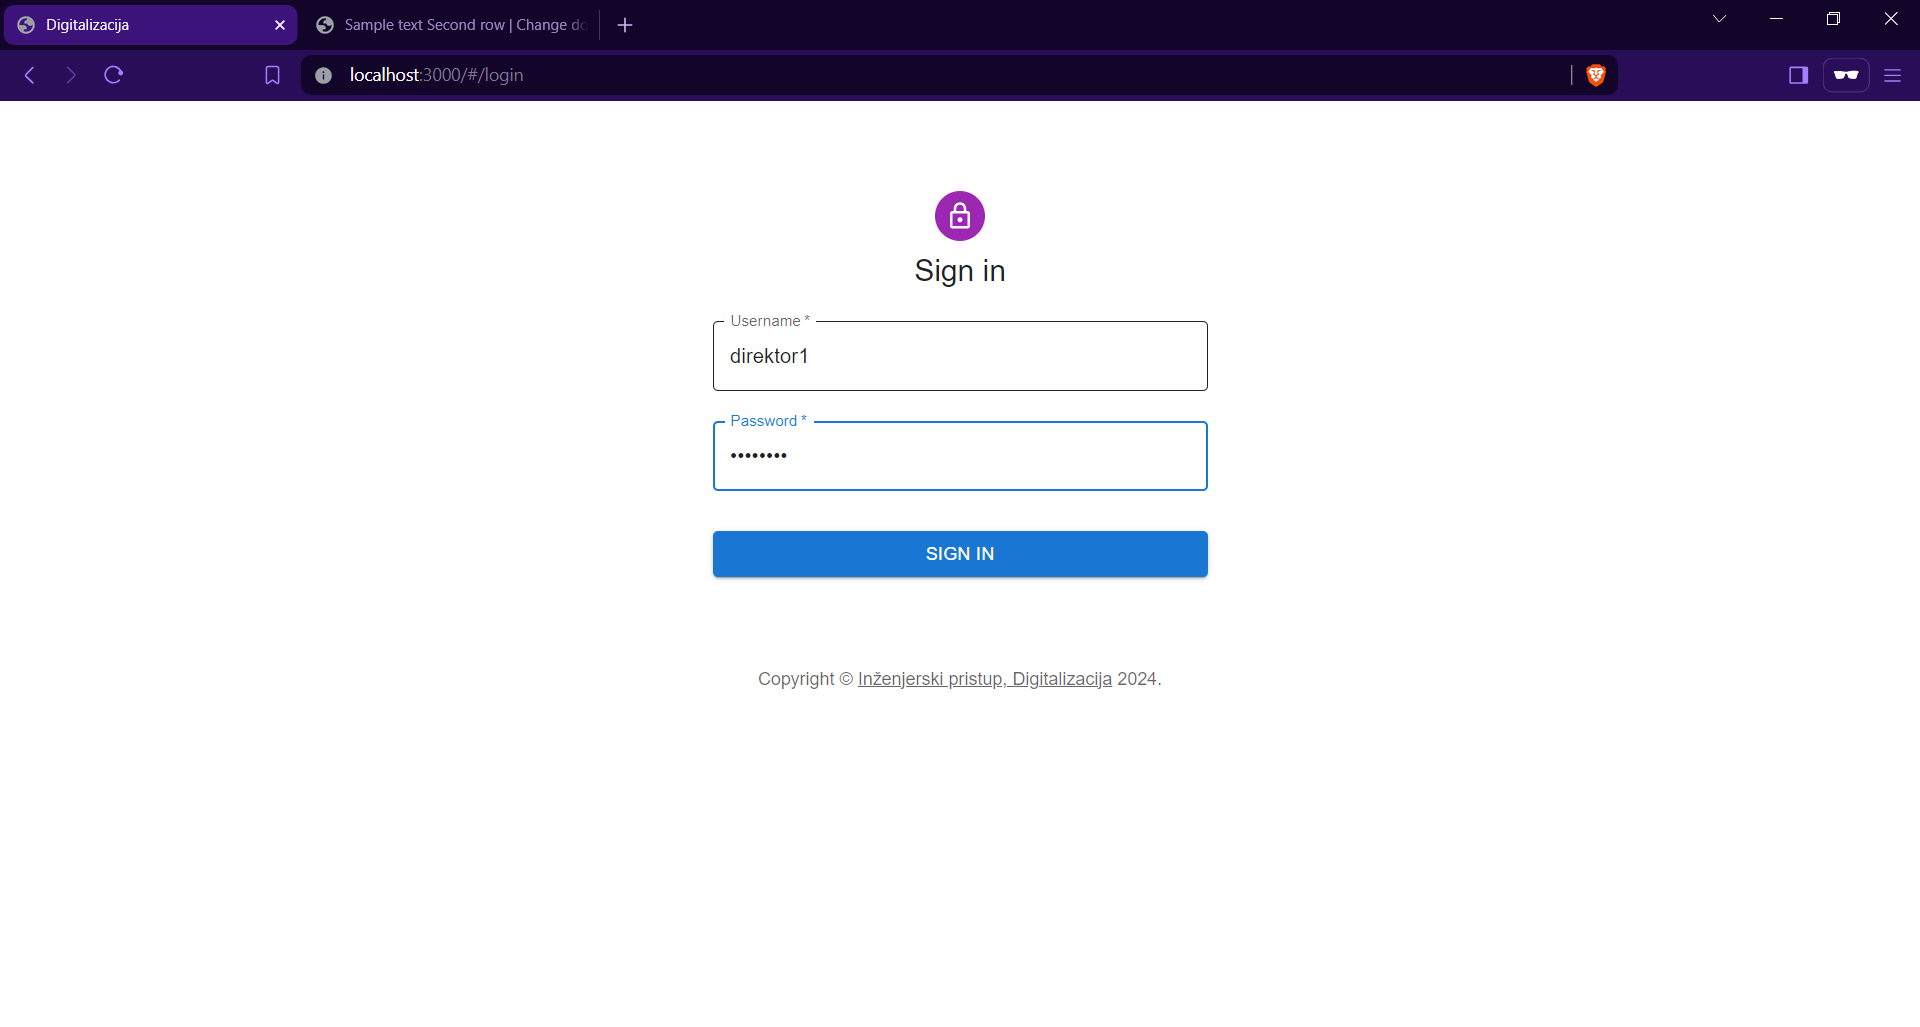 Digitalizacija
Sample text Second row | Change do
localhost:3000/#/login
Sign in
Username *
direktor1
Password *
••••••••
SIGN IN
Copyright © Inženjerski pristup, Digitalizacija 2024.